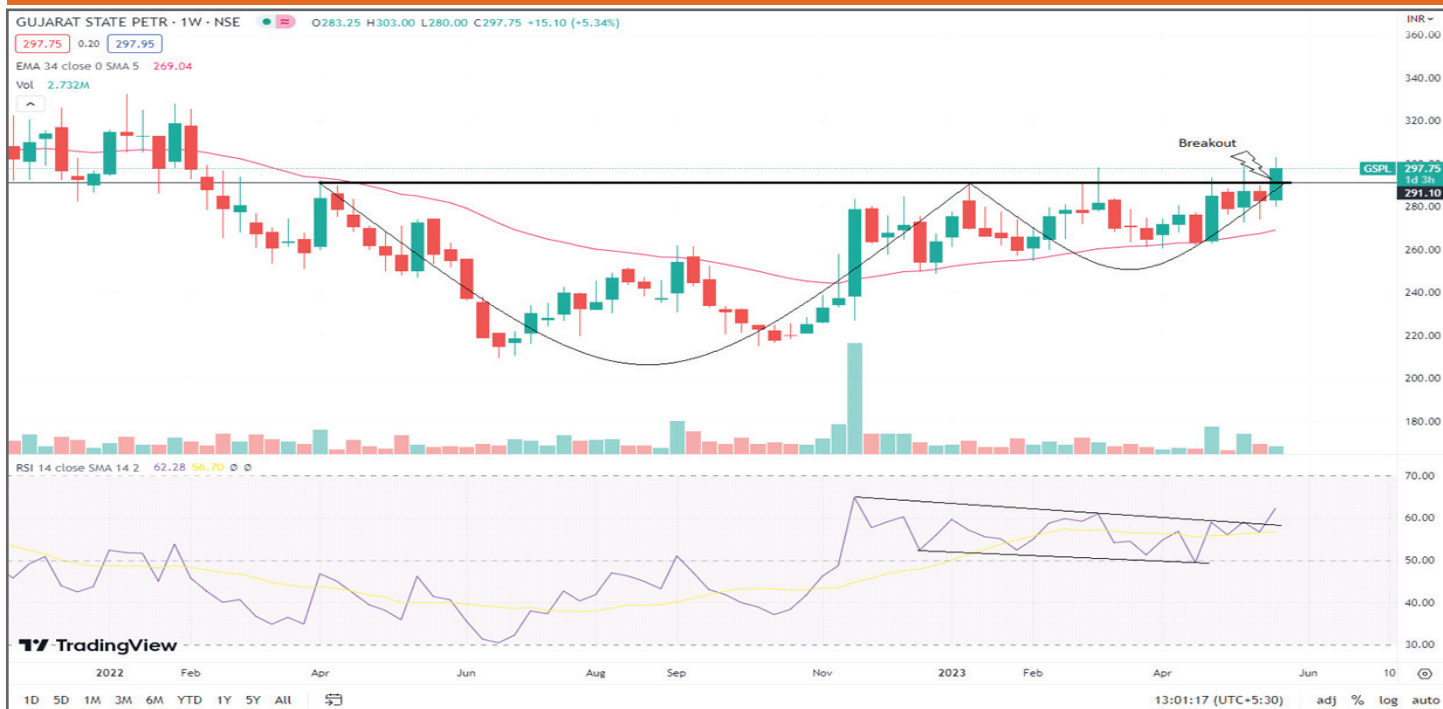 GUJARAT STATE PETR · 1W · NSE O283.25 H303.00 L280.00 C297.75 +15.10 (+5.34%)
297.75 0.20 297.95
EMA 34 close 0 SMA 5 269.04
Vol 2.732M
INR
360.00
340.00
320.00
Breakout
GSPL 297.75
1d 3h
291.10
280.00
260.00
240.00
220.00
200.00
180.00
RSI 14 close SMA 14 2 62.28 56.70 ∅ ∅
70.00
60.00
50.00
40.00
30.00
TradingView
2022 Feb Apr Jun Aug Sep Nov 2023 Feb Apr Jun 10
1D 5D 1M 3M 6M YTD 1Y 5Y All 13:01:17 (UTC+5:30) adj % log auto